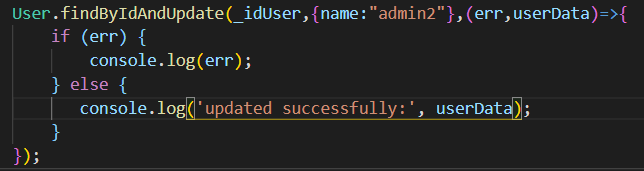 User.findByIdAndUpdate(_idUser,{name:"admin2"},(err,userData)=>{
if (err) {
console.log(err);
} else {
console.log('updated successfully:', userData);
}
});